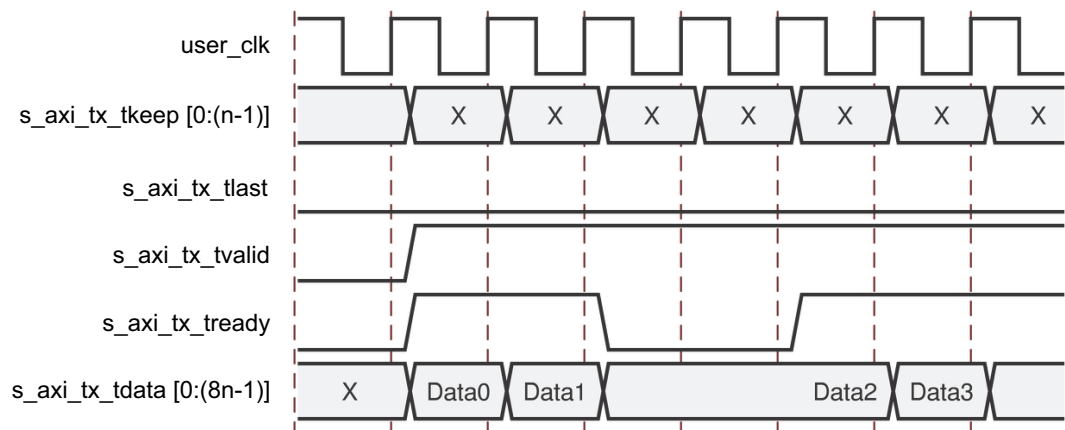 user_clk
s_axi_tx_tkeep [0:(n-1)] X X X X X X X
s_axi_tx_tlast
s_axi_tx_tvalid
s_axi_tx_tready
s_axi_tx_tdata [0:(8n-1)] X Data0 Data1 Data2 Data3